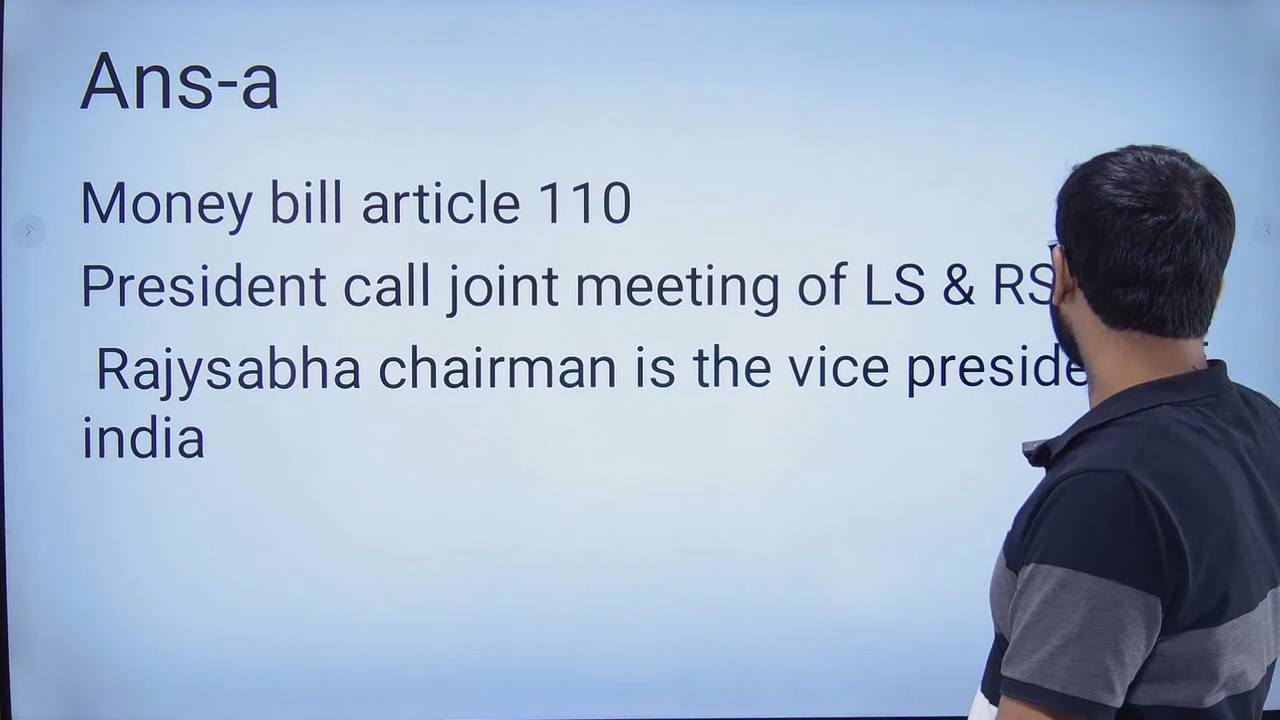 Ans-a
Money bill article 110
President call joint meeting of LS & RS
Rajysabha chairman is the vice
india